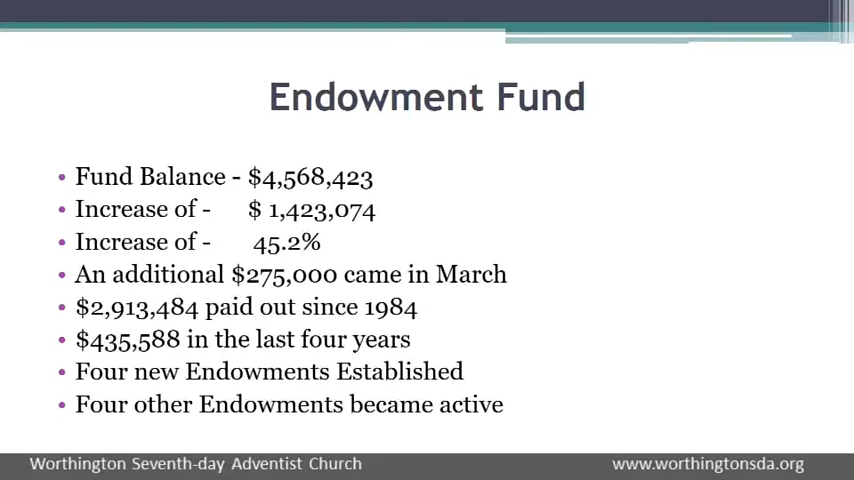 Endowment Fund
• Fund Balance - $4,568,423
• Increase of - $ 1,423,074
• Increase of - 45.2%
• An additional $275,000 came in March
• $2,913,484 paid out since 1984
• $435,588 in the last four years
• Four new Endowments Established
• Four other Endowments became active
Worthington Seventh-day Adventist Church www.worthingtonsda.org